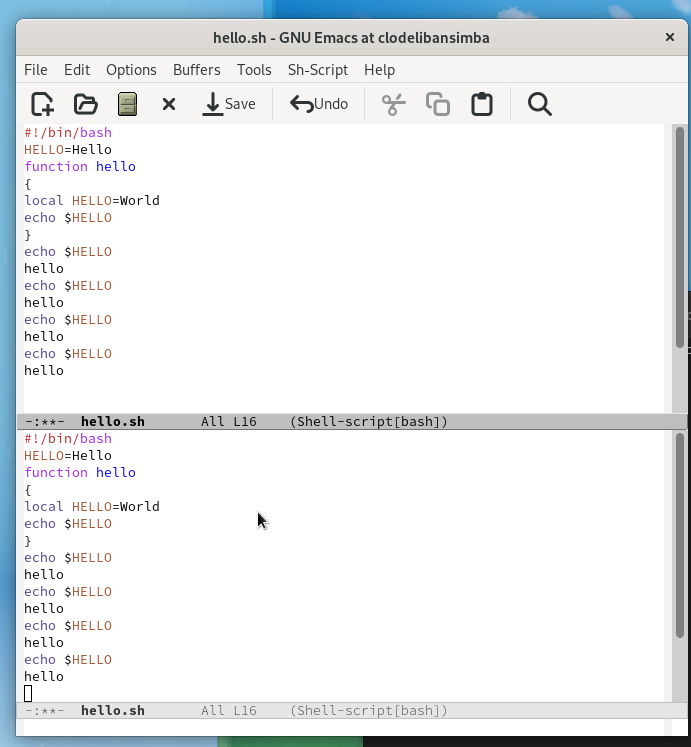 hello.sh - GNU Emacs at clodelibansimba
File Edit Options Buffers Tools Sh-Script Help
Save Undo
#!/bin/bash
HELLO=Hello
function hello
{
local HELLO=World
echo $HELLO
}
echo $HELLO
hello
echo $HELLO
hello
echo $HELLO
hello
echo $HELLO
hello
-:**- hello.sh All L16 (Shell-script[bash])
#!/bin/bash
HELLO=Hello
function hello
{
local HELLO=World
echo $HELLO
}
echo $HELLO
hello
echo $HELLO
hello
echo $HELLO
hello
echo $HELLO
hello
-:**- hello.sh All L16 (Shell-script[bash])